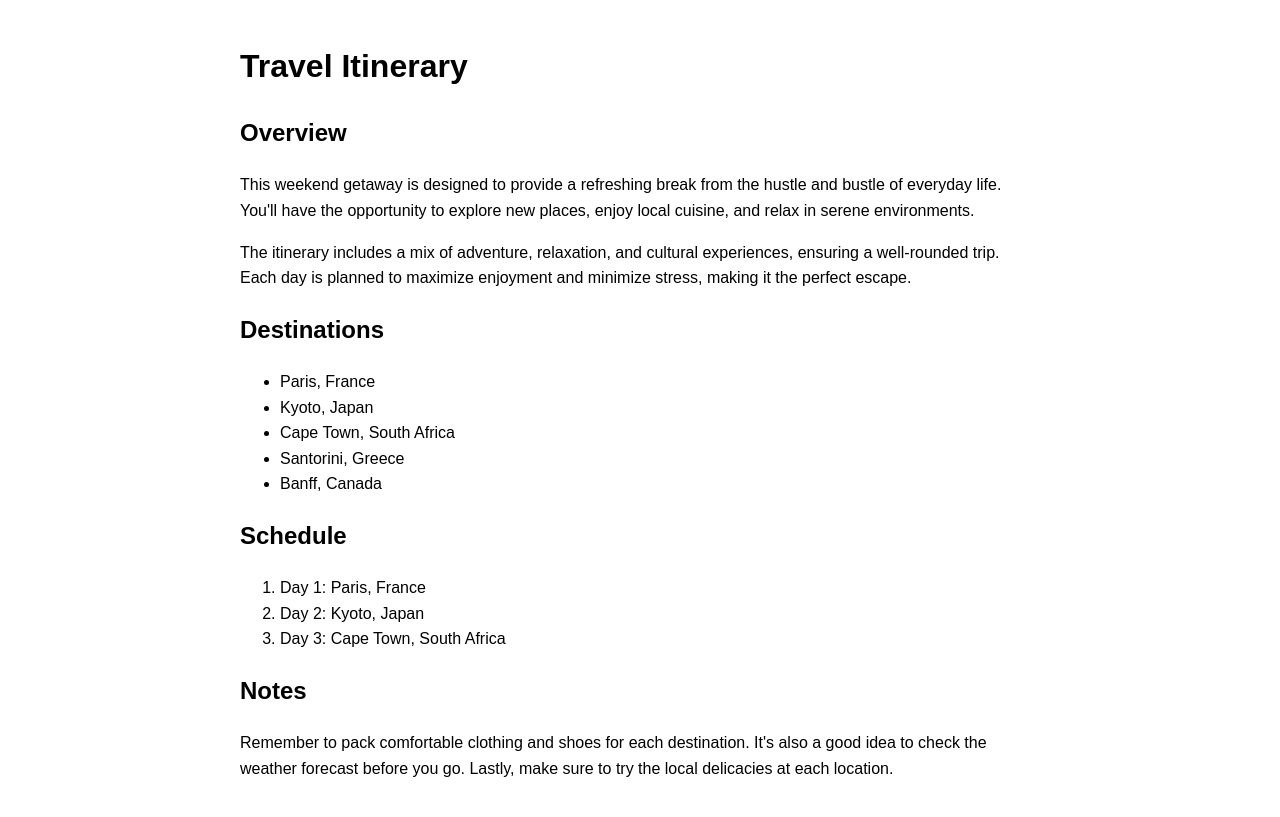 Travel Itinerary
Overview
This weekend getaway is designed to provide a refreshing break from the hustle and bustle of everyday life.
You'll have the opportunity to explore new places, enjoy local cuisine, and relax in serene environments.
The itinerary includes a mix of adventure, relaxation, and cultural experiences, ensuring a well-rounded trip.
Each day is planned to maximize enjoyment and minimize stress, making it the perfect escape.
Destinations
• Paris, France
• Kyoto, Japan
• Cape Town, South Africa
• Santorini, Greece
• Banff, Canada
Schedule
1. Day 1: Paris, France
2. Day 2: Kyoto, Japan
3. Day 3: Cape Town, South Africa
Notes
Remember to pack comfortable clothing and shoes for each destination. It's also a good idea to check the
weather forecast before you go. Lastly, make sure to try the local delicacies at each location.